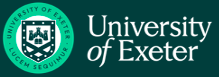 UNIVERSITY OF EXETER
LUCEM SEQUIMUR
University
of Exeter